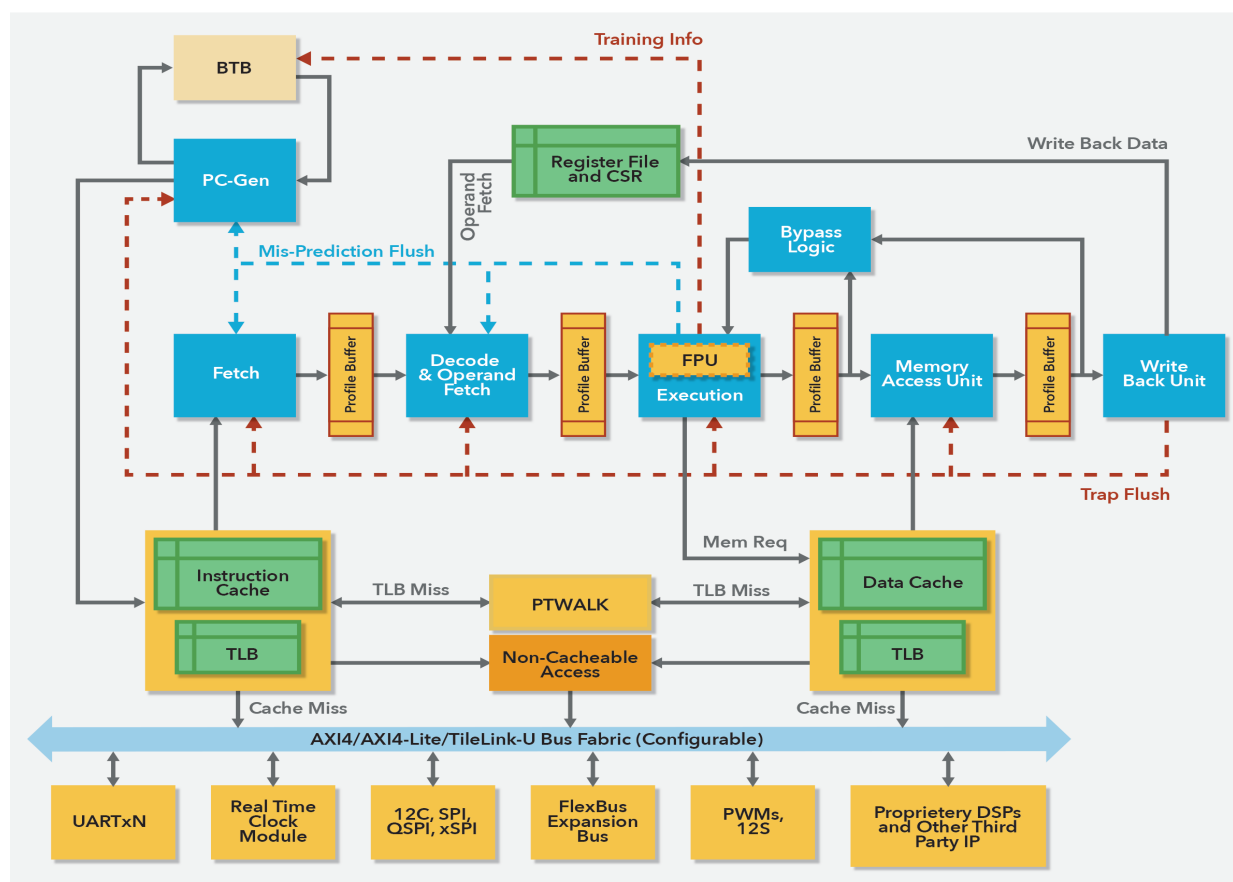 Training Info
BTB
PC-Gen
Register File
and CSR
Write Back Data
Operand
Fetch
Mis-Prediction Flush
Bypass
Logic
Fetch
Profile Buffer
Decode
& Operand
Fetch
Profile Buffer
FPU
Execution
Profile Buffer
Memory
Access Unit
Profile Buffer
Write
Back Unit
Trap Flush
Mem Req
Instruction
Cache
TLB
TLB Miss
PTWALK
TLB Miss
Data Cache
TLB
Non-Cacheable
Access
Cache Miss
Cache Miss
AXI4/AXI4-Lite/TileLink-U Bus Fabric (Configurable)
UARTxN
Real Time
Clock
Module
12C, SPI,
QSPI, xSPI
FlexBus
Expansion
Bus
PWMs,
12S
Proprietery DSPs
and Other Third
Party IP